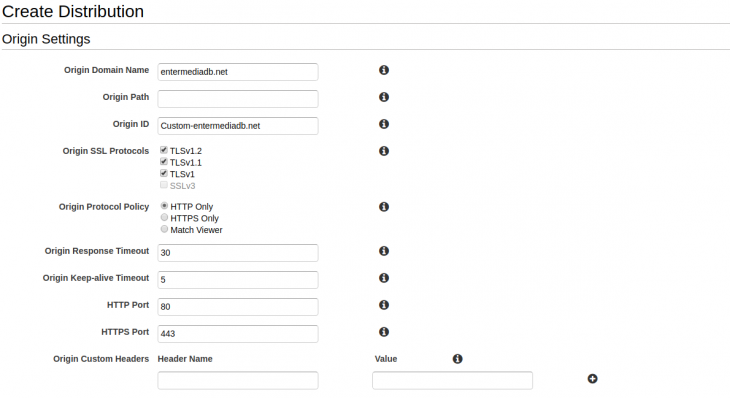 Create Distribution
Origin Settings
Origin Domain Name entermediadb.net
Origin Path
Origin ID Custom-entermediadb.net
Origin SSL Protocols TLSv1.2
TLSv1.1
TLSv1
SSLv3
Origin Protocol Policy HTTP Only
HTTPS Only
Match Viewer
Origin Response Timeout 30
Origin Keep-alive Timeout 5
HTTP Port 80
HTTPS Port 443
Origin Custom Headers Header Name Value